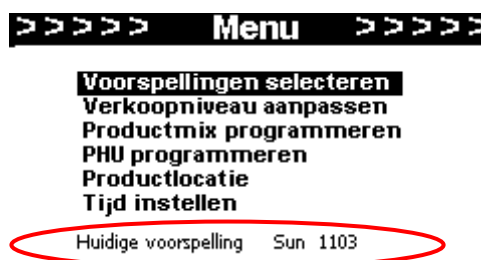 >>>>> Menu >>>>>
Voorspellingen selecteren
Verkoopniveau aanpassen
Productmix programmeren
PHU programmeren
Productlocatie
Tijd instellen
Huidige voorspelling Sun 1103